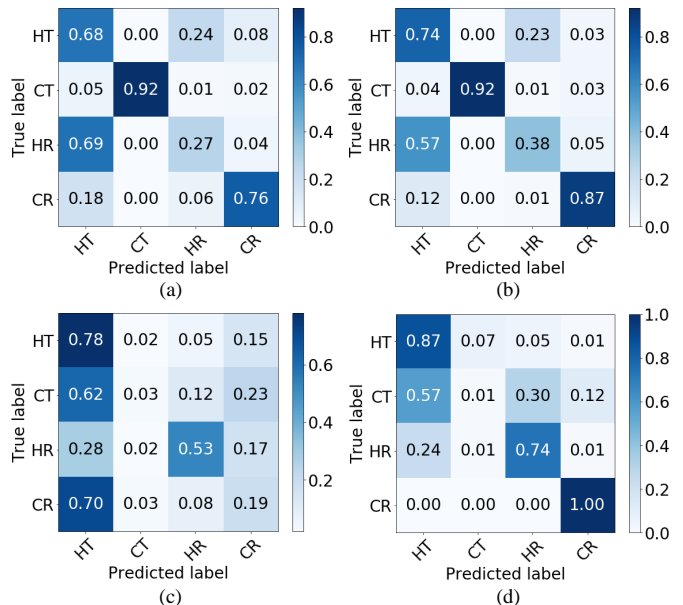 HT 0.68 0.00 0.24 0.08
CT 0.05 0.92 0.01 0.02
HR 0.69 0.00 0.27 0.04
CR 0.18 0.00 0.06 0.76
True label
HT CT HR CR
Predicted label
0.8
0.6
0.4
0.2
0.0
(a)
HT 0.74 0.00 0.23 0.03
CT 0.04 0.92 0.01 0.03
HR 0.57 0.00 0.38 0.05
CR 0.12 0.00 0.01 0.87
True label
HT CT HR CR
Predicted label
0.8
0.6
0.4
0.2
0.0
(b)
HT 0.78 0.02 0.05 0.15
CT 0.62 0.03 0.12 0.23
HR 0.28 0.02 0.53 0.17
CR 0.70 0.03 0.08 0.19
True label
HT CT HR CR
Predicted label
0.6
0.4
0.2
(c)
HT 0.87 0.07 0.05 0.01
CT 0.57 0.01 0.30 0.12
HR 0.24 0.01 0.74 0.01
CR 0.00 0.00 0.00 1.00
True label
HT CT HR CR
Predicted label
1.0
0.8
0.6
0.4
0.2
0.0
(d)